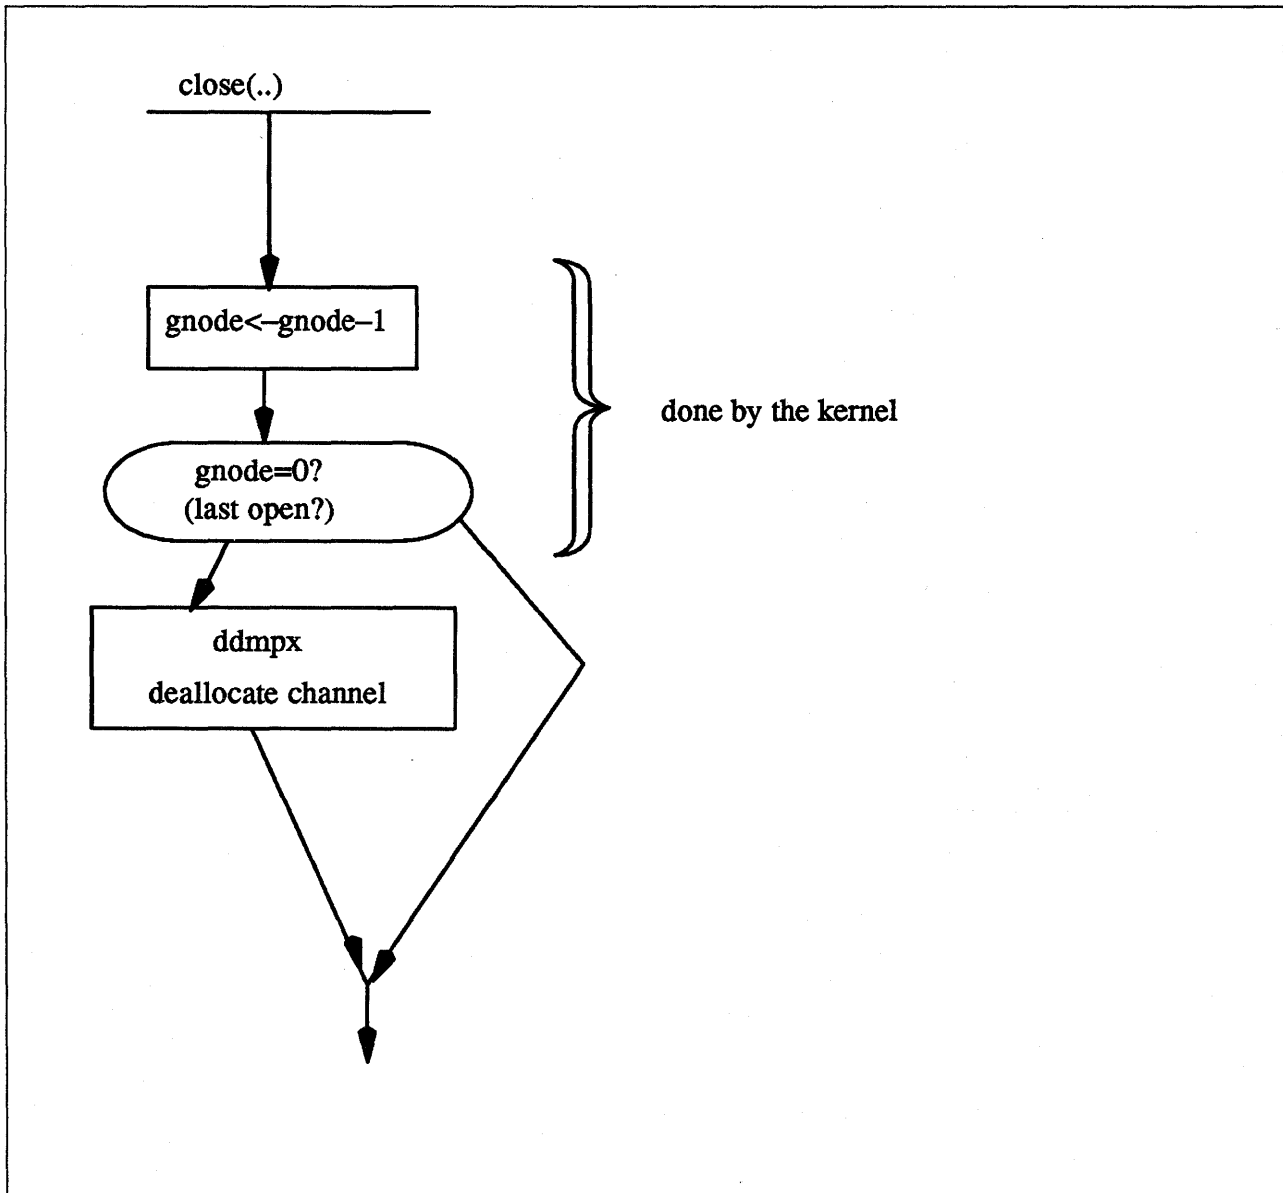 close(..)
gnode<–gnode–1
done by the kernel
gnode=0?
(last open?)
ddmpx
deallocate channel